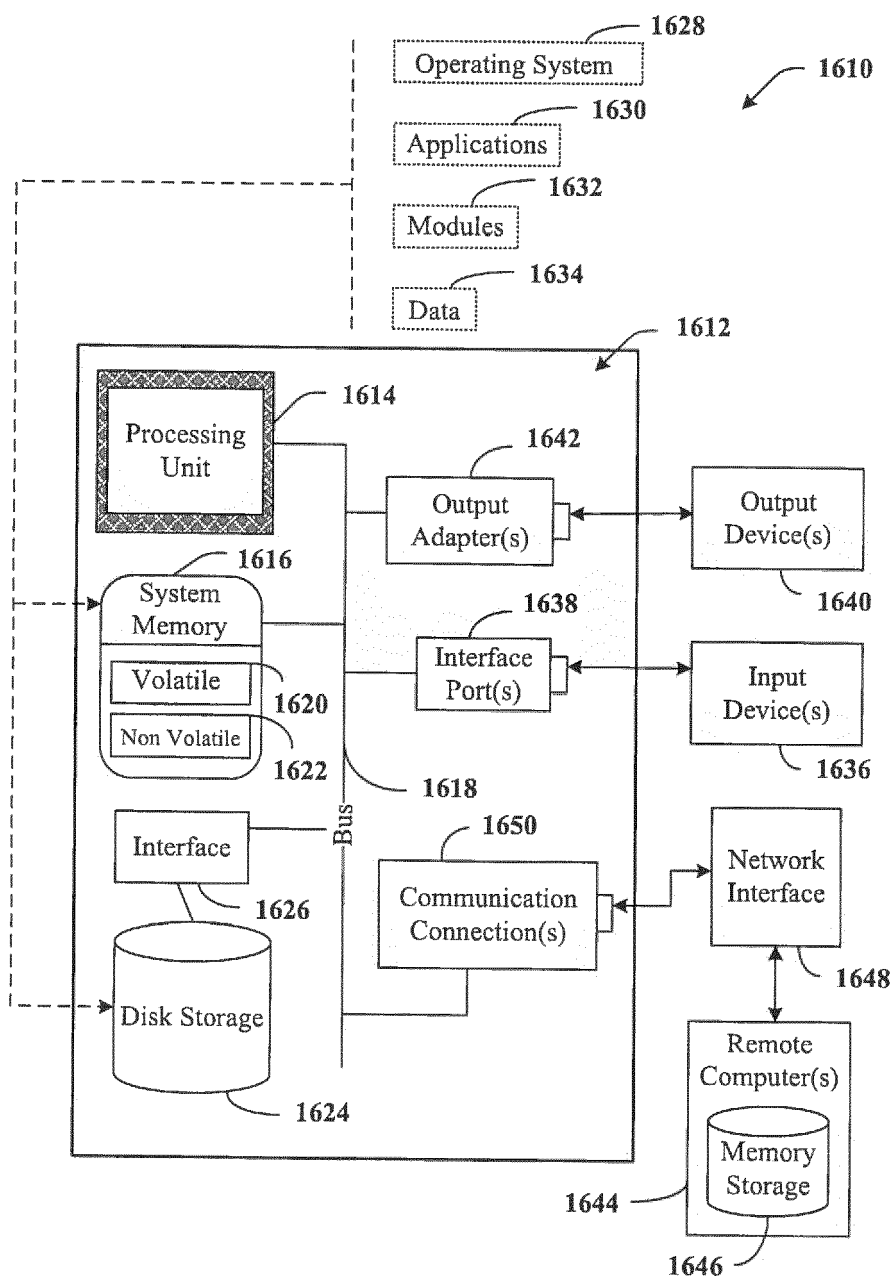 1628
Operating System
1610
1630
Applications
1632
Modules
1634
Data
1612
1614
Processing
Unit
1642
Output
Adapter(s)
Output
Device(s)
1640
1616
System
Memory
1638
Interface
Port(s)
Input
Device(s)
1636
Volatile
1620
Non Volatile
1622
1618
Bus
1650
Interface
1626
Communication
Connection(s)
Network
Interface
1648
Disk Storage
1624
Remote
Computer(s)
Memory
Storage
1644
1646